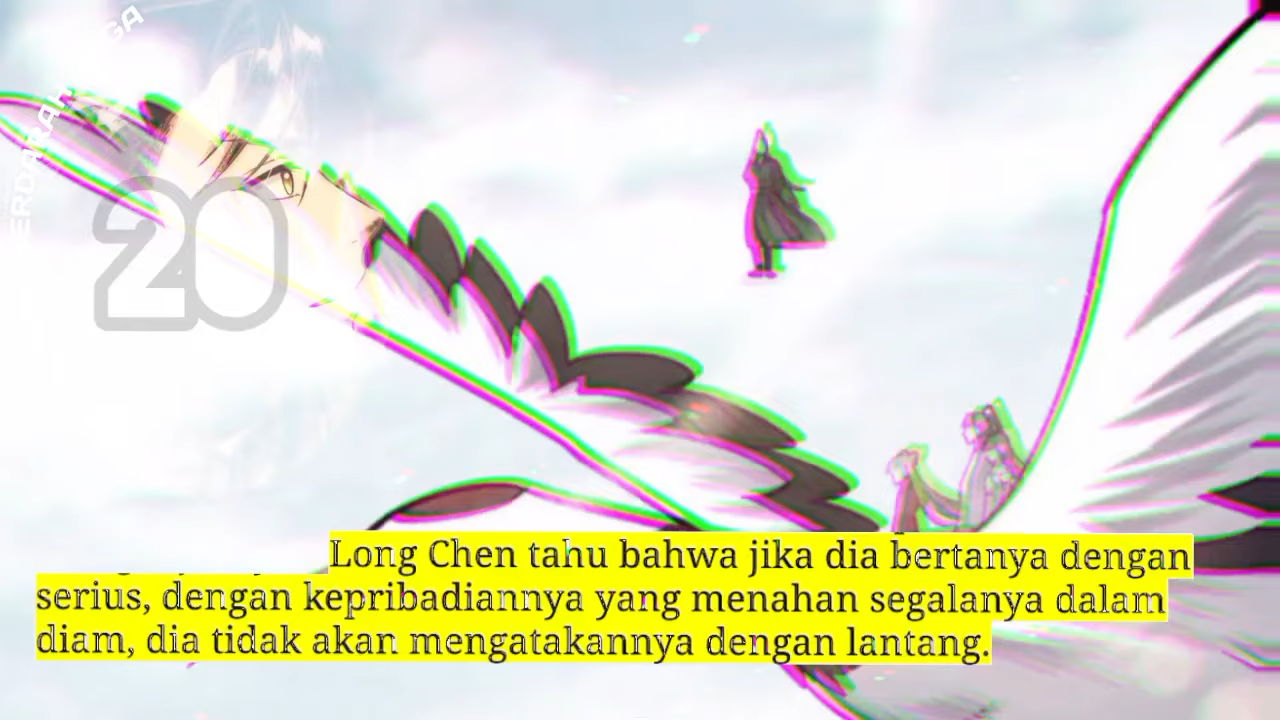 20
Long Chen tahu bahwa jika dia bertanya dengan
serius, dengan kepribadiannya yang menahan segalanya dalam
diam, dia tidak akan mengatakannya dengan lantang.